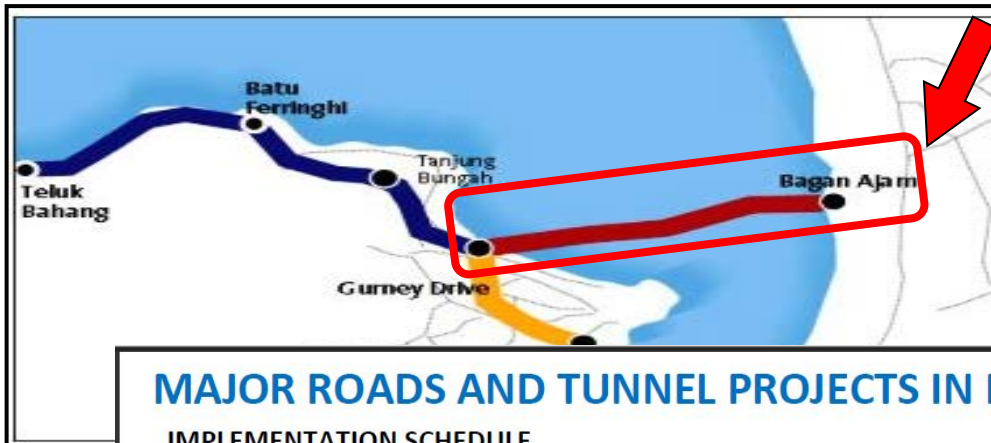 Batu
Ferringhi
Tanjung
Bungah
Teluk
Bahang
Bagan Ajam
Gurney Drive
MAJOR ROADS AND TUNNEL PROJECTS IN
IMPLEMENTATION SCHEDULE